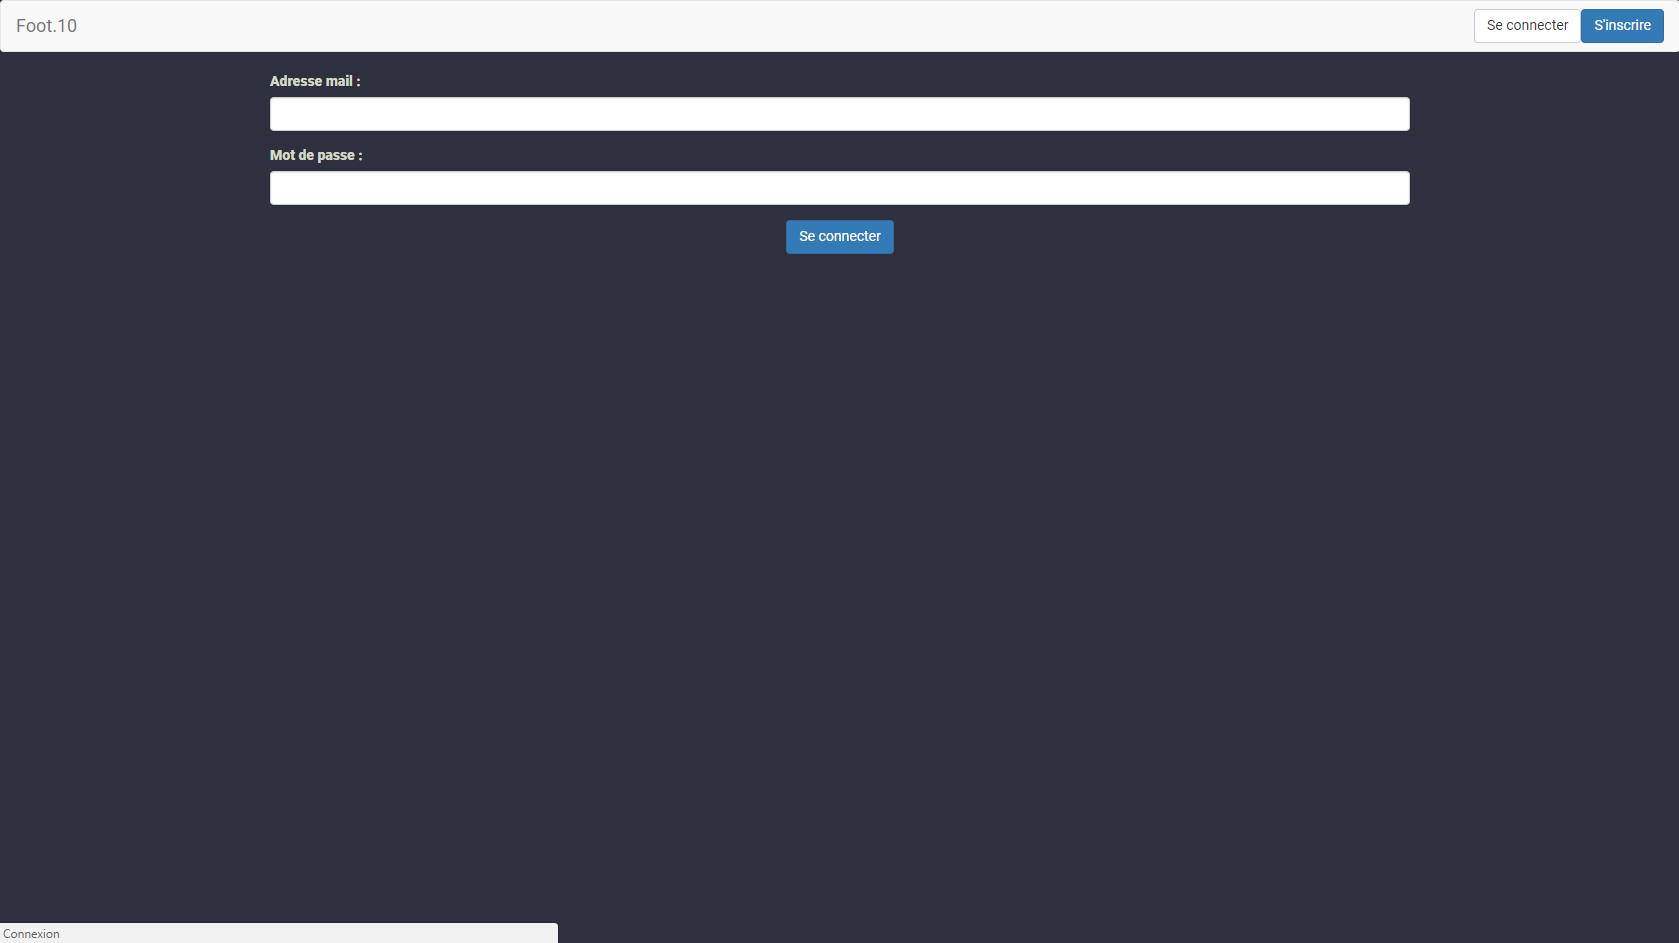 Foot.10
Se connecter
S'inscrire
Adresse mail :
Mot de passe :
Se connecter
Connexion